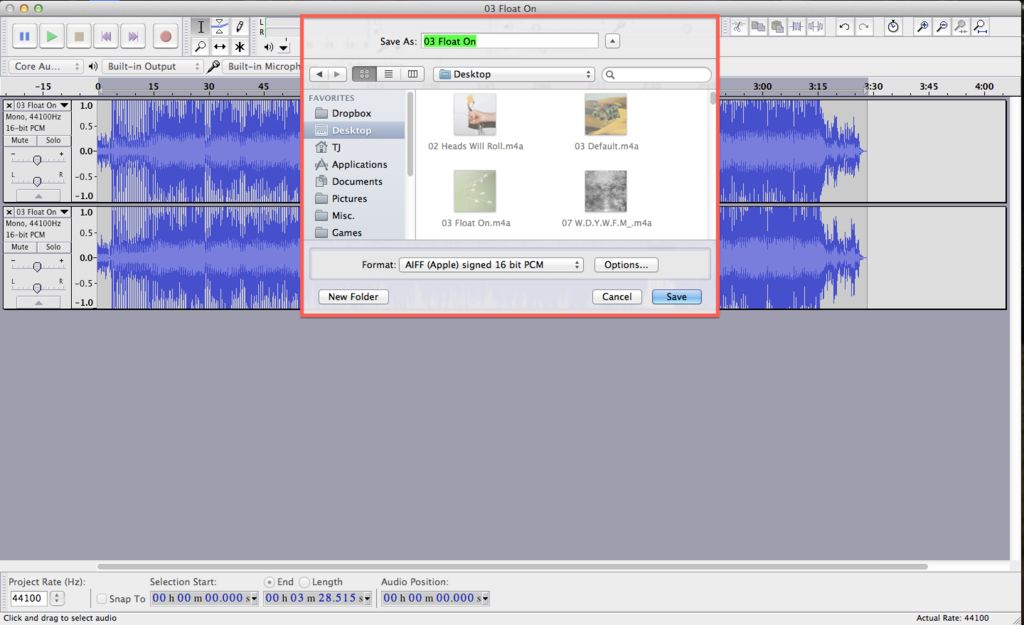 03 Float On
L
R
Save As: 03 Float On
Core Au... Built-in Output Built-in Microph
Desktop
-15 0 15 30 45 3:00 3:15 3:30 3:45 4:00
FAVORITES
Dropbox
Desktop
TJ
Applications
Documents
Pictures
Misc.
Games
02 Heads Will Roll.m4a 03 Default.m4a
03 Float On.m4a 07 W.D.Y.W.F.M_.m4a
Format: AIFF (Apple) signed 16 bit PCM Options...
New Folder Cancel Save
03 Float On 1.0
Mono, 44100Hz
16-bit PCM 0.5-
Mute Solo
- + 0.0-
L R -0.5-
-1.0
03 Float On 1.0
Mono, 44100Hz
16-bit PCM 0.5-
Mute Solo
- + 0.0-
L R -0.5-
-1.0
Project Rate (Hz): Selection Start: End Length Audio Position:
44100 Snap To 00 h 00 m 00.000 s 00 h 03 m 28.515 s 00 h 00 m 00.000 s
Click and drag to select audio Actual Rate: 44100